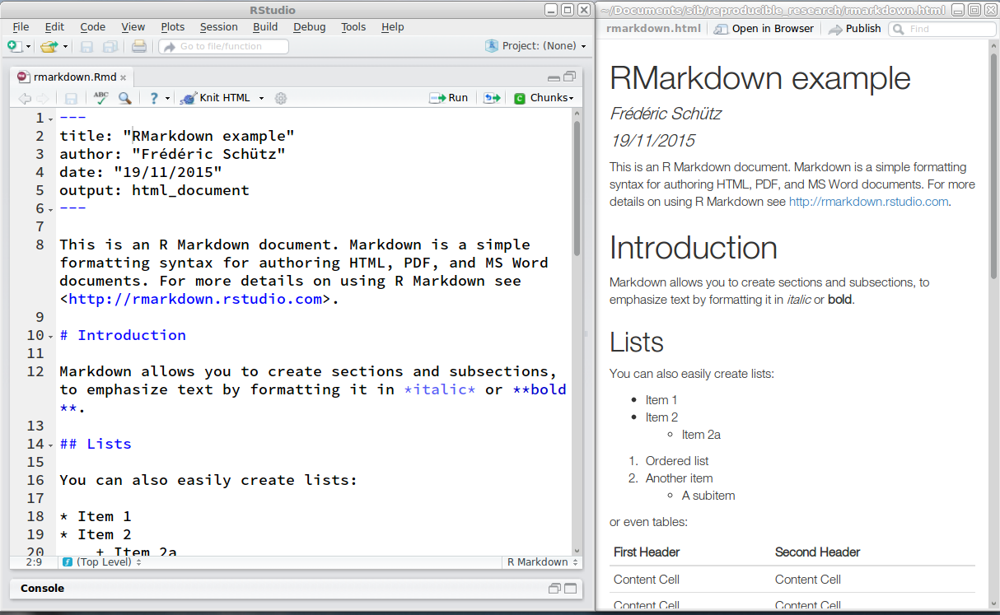 RStudio
File Edit Code View Plots Session Build Debug Tools Help
Go to file/function
Project: (None)
rmarkdown.Rmd
ABC
? Knit HTML
Run
C Chunks
1 ---
2 title: "RMarkdown example"
3 author: "Frédéric Schütz"
4 date: "19/11/2015"
5 output: html_document
6 ---
7
8 This is an R Markdown document. Markdown is a simple
formatting syntax for authoring HTML, PDF, and MS Word
documents. For more details on using R Markdown see
<http://rmarkdown.rstudio.com>.
9
10 # Introduction
11
12 Markdown allows you to create sections and subsections,
to emphasize text by formatting it in *italic* or **bold
**.
13
14 ## Lists
15
16 You can also easily create lists:
17
18 * Item 1
19 * Item 2
20 + Item 2a
2:9 (Top Level) R Markdown
Console
~/Documents/sib/reproducible_research/rmarkdown.html
rmarkdown.html Open in Browser Publish Find
RMarkdown example
Frédéric Schütz
19/11/2015
This is an R Markdown document. Markdown is a simple formatting
syntax for authoring HTML, PDF, and MS Word documents. For more
details on using R Markdown see http://rmarkdown.rstudio.com.
Introduction
Markdown allows you to create sections and subsections, to
emphasize text by formatting it in italic or bold.
Lists
You can also easily create lists:
Item 1
Item 2
Item 2a
1. Ordered list
2. Another item
A subitem
or even tables:
First Header Second Header
Content Cell Content Cell
Content Cell Content Cell